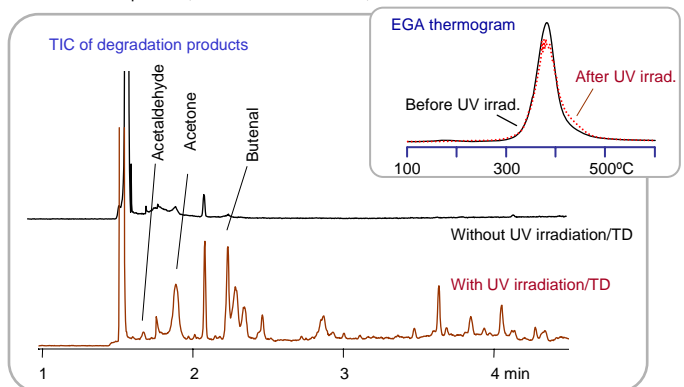 EGA thermogram
TIC of degradation products
After UV irrad.
Before UV irrad.
100 300 500ºC
Acetaldehyde
Acetone
Butenal
Without UV irradiation/TD
With UV irradiation/TD
1 2 3 4 min